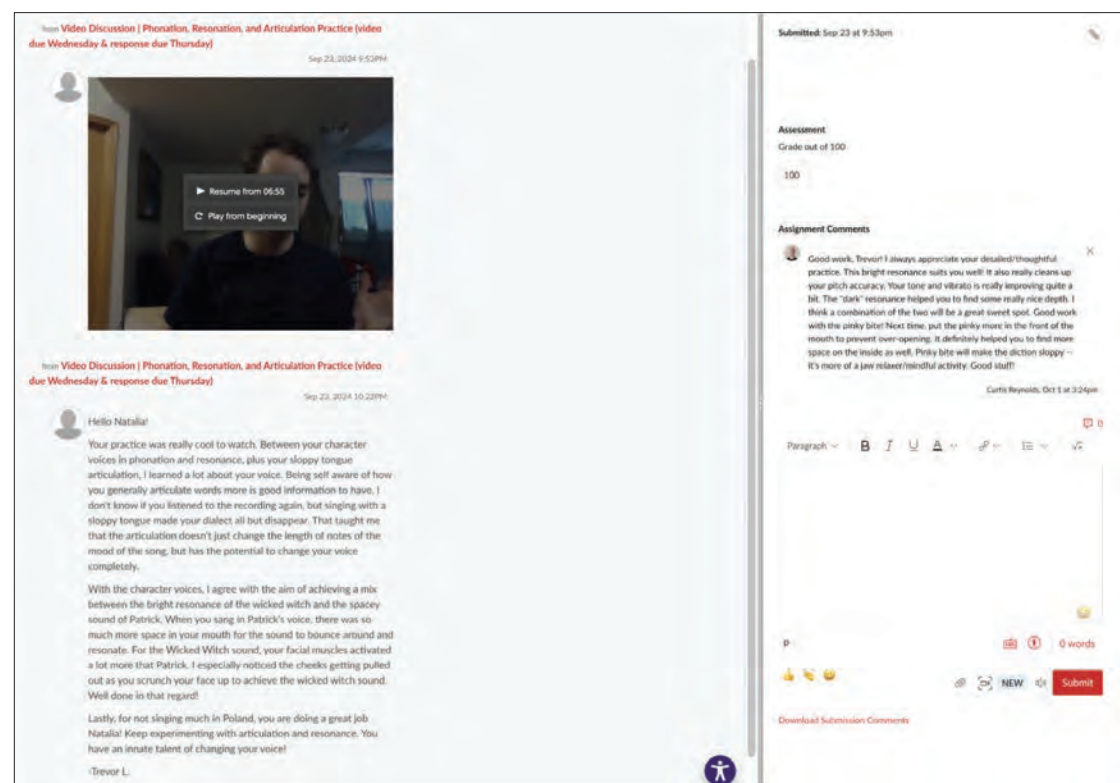 from Video Discussion | Phonation, Resonation, and Articulation Practice (video
due Wednesday & response due Thursday)
Sep 23, 2024 9:53PM
Resume from 06:55
Play from beginning
from Video Discussion | Phonation, Resonation, and Articulation Practice (video
due Wednesday & response due Thursday)
Sep 23, 2024 10:22PM
Hello Natalia!
Your practice was really cool to watch. Between your character
voices in phonation and resonance, plus your sloppy tongue
articulation, I learned a lot about your voice. Being self aware of how
you generally articulate words more is good information to have. I
don't know if you listened to the recording again, but singing with a
sloppy tongue made your dialect all but disappear. That taught me
that the articulation doesn't just change the length of notes of the
mood of the song, but has the potential to change your voice
completely.
With the character voices, I agree with the aim of achieving a mix
between the bright resonance of the wicked witch and the spacey
sound of Patrick. When you sang in Patrick's voice, there was so
much more space in your mouth for the sound to bounce around and
resonate. For the Wicked Witch sound, your facial muscles activated
a lot more that Patrick. I especially noticed the cheeks getting pulled
out as you scrunch your face up to achieve the wicked witch sound.
Well done in that regard!
Lastly, for not singing much in Poland, you are doing a great job
Natalia! Keep experimenting with articulation and resonance. You
have an innate talent of changing your voice!
-Trevor L.
Submitted: Sep 23 at 9:53pm
Assessment
Grade out of 100
100
Assignment Comments
Good work, Trevor! I always appreciate your detailed/thoughtful
practice. This bright resonance suits you well! It also really cleans up
your pitch accuracy. Your tone and vibrato is really improving quite a
bit. The "dark" resonance helped you to find some really nice depth. I
think a combination of the two will be a great sweet spot. Good work
with the pinky bite! Next time, put the pinky more in the front of the
mouth to prevent over-opening. It definitely helped you to find more
space on the inside as well. Pinky bite will make the diction sloppy --
it's more of a jaw relaxer/mindful activity. Good stuff!
Curtis Reynolds, Oct 1 at 3:24pm
0
Paragraph B I U A
p 0 words
NEW Submit
Download Submission Comments